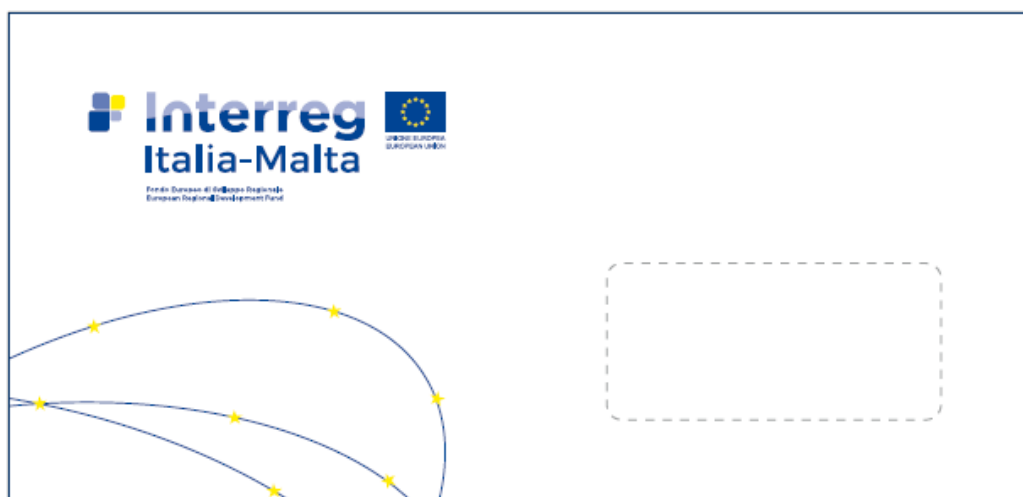 Interreg
Italia-Malta
Fondo Europeo di Sviluppo Regionale
European Regional Development Fund
UNIONE EUROPEA
EUROPEAN UNION